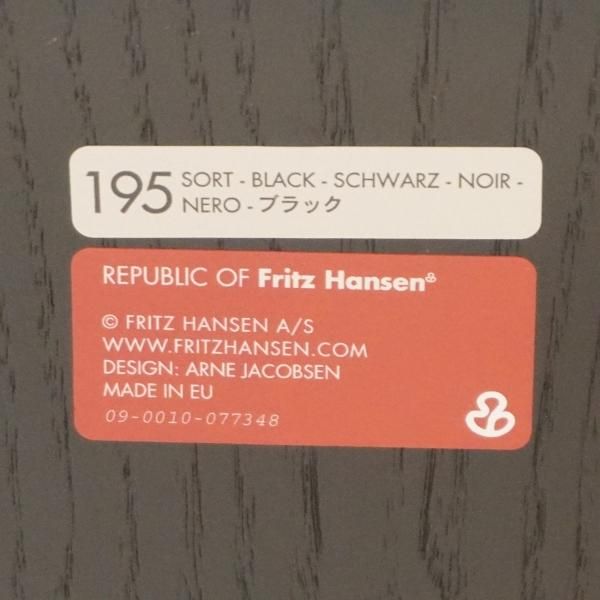 195 SORT - BLACK - SCHWARZ - NOIR -
NERO - ブラック
REPUBLIC OF Fritz Hansen
© FRITZ HANSEN A/S
WWW.FRITZHANSEN.COM
DESIGN: ARNE JACOBSEN
MADE IN EU
09-0010-077348